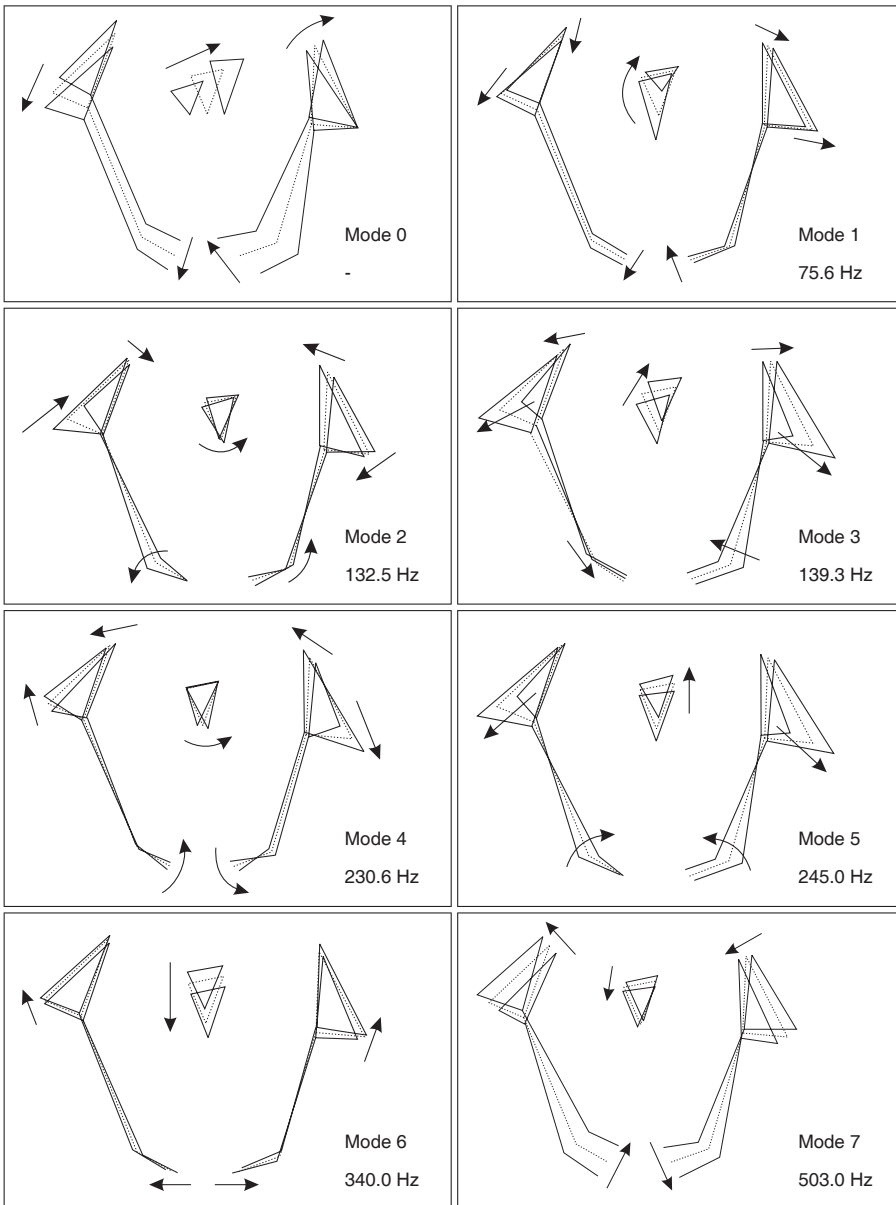 Mode 0
-
Mode 1
75.6 Hz
Mode 2
132.5 Hz
Mode 3
139.3 Hz
Mode 4
230.6 Hz
Mode 5
245.0 Hz
Mode 6
340.0 Hz
Mode 7
503.0 Hz